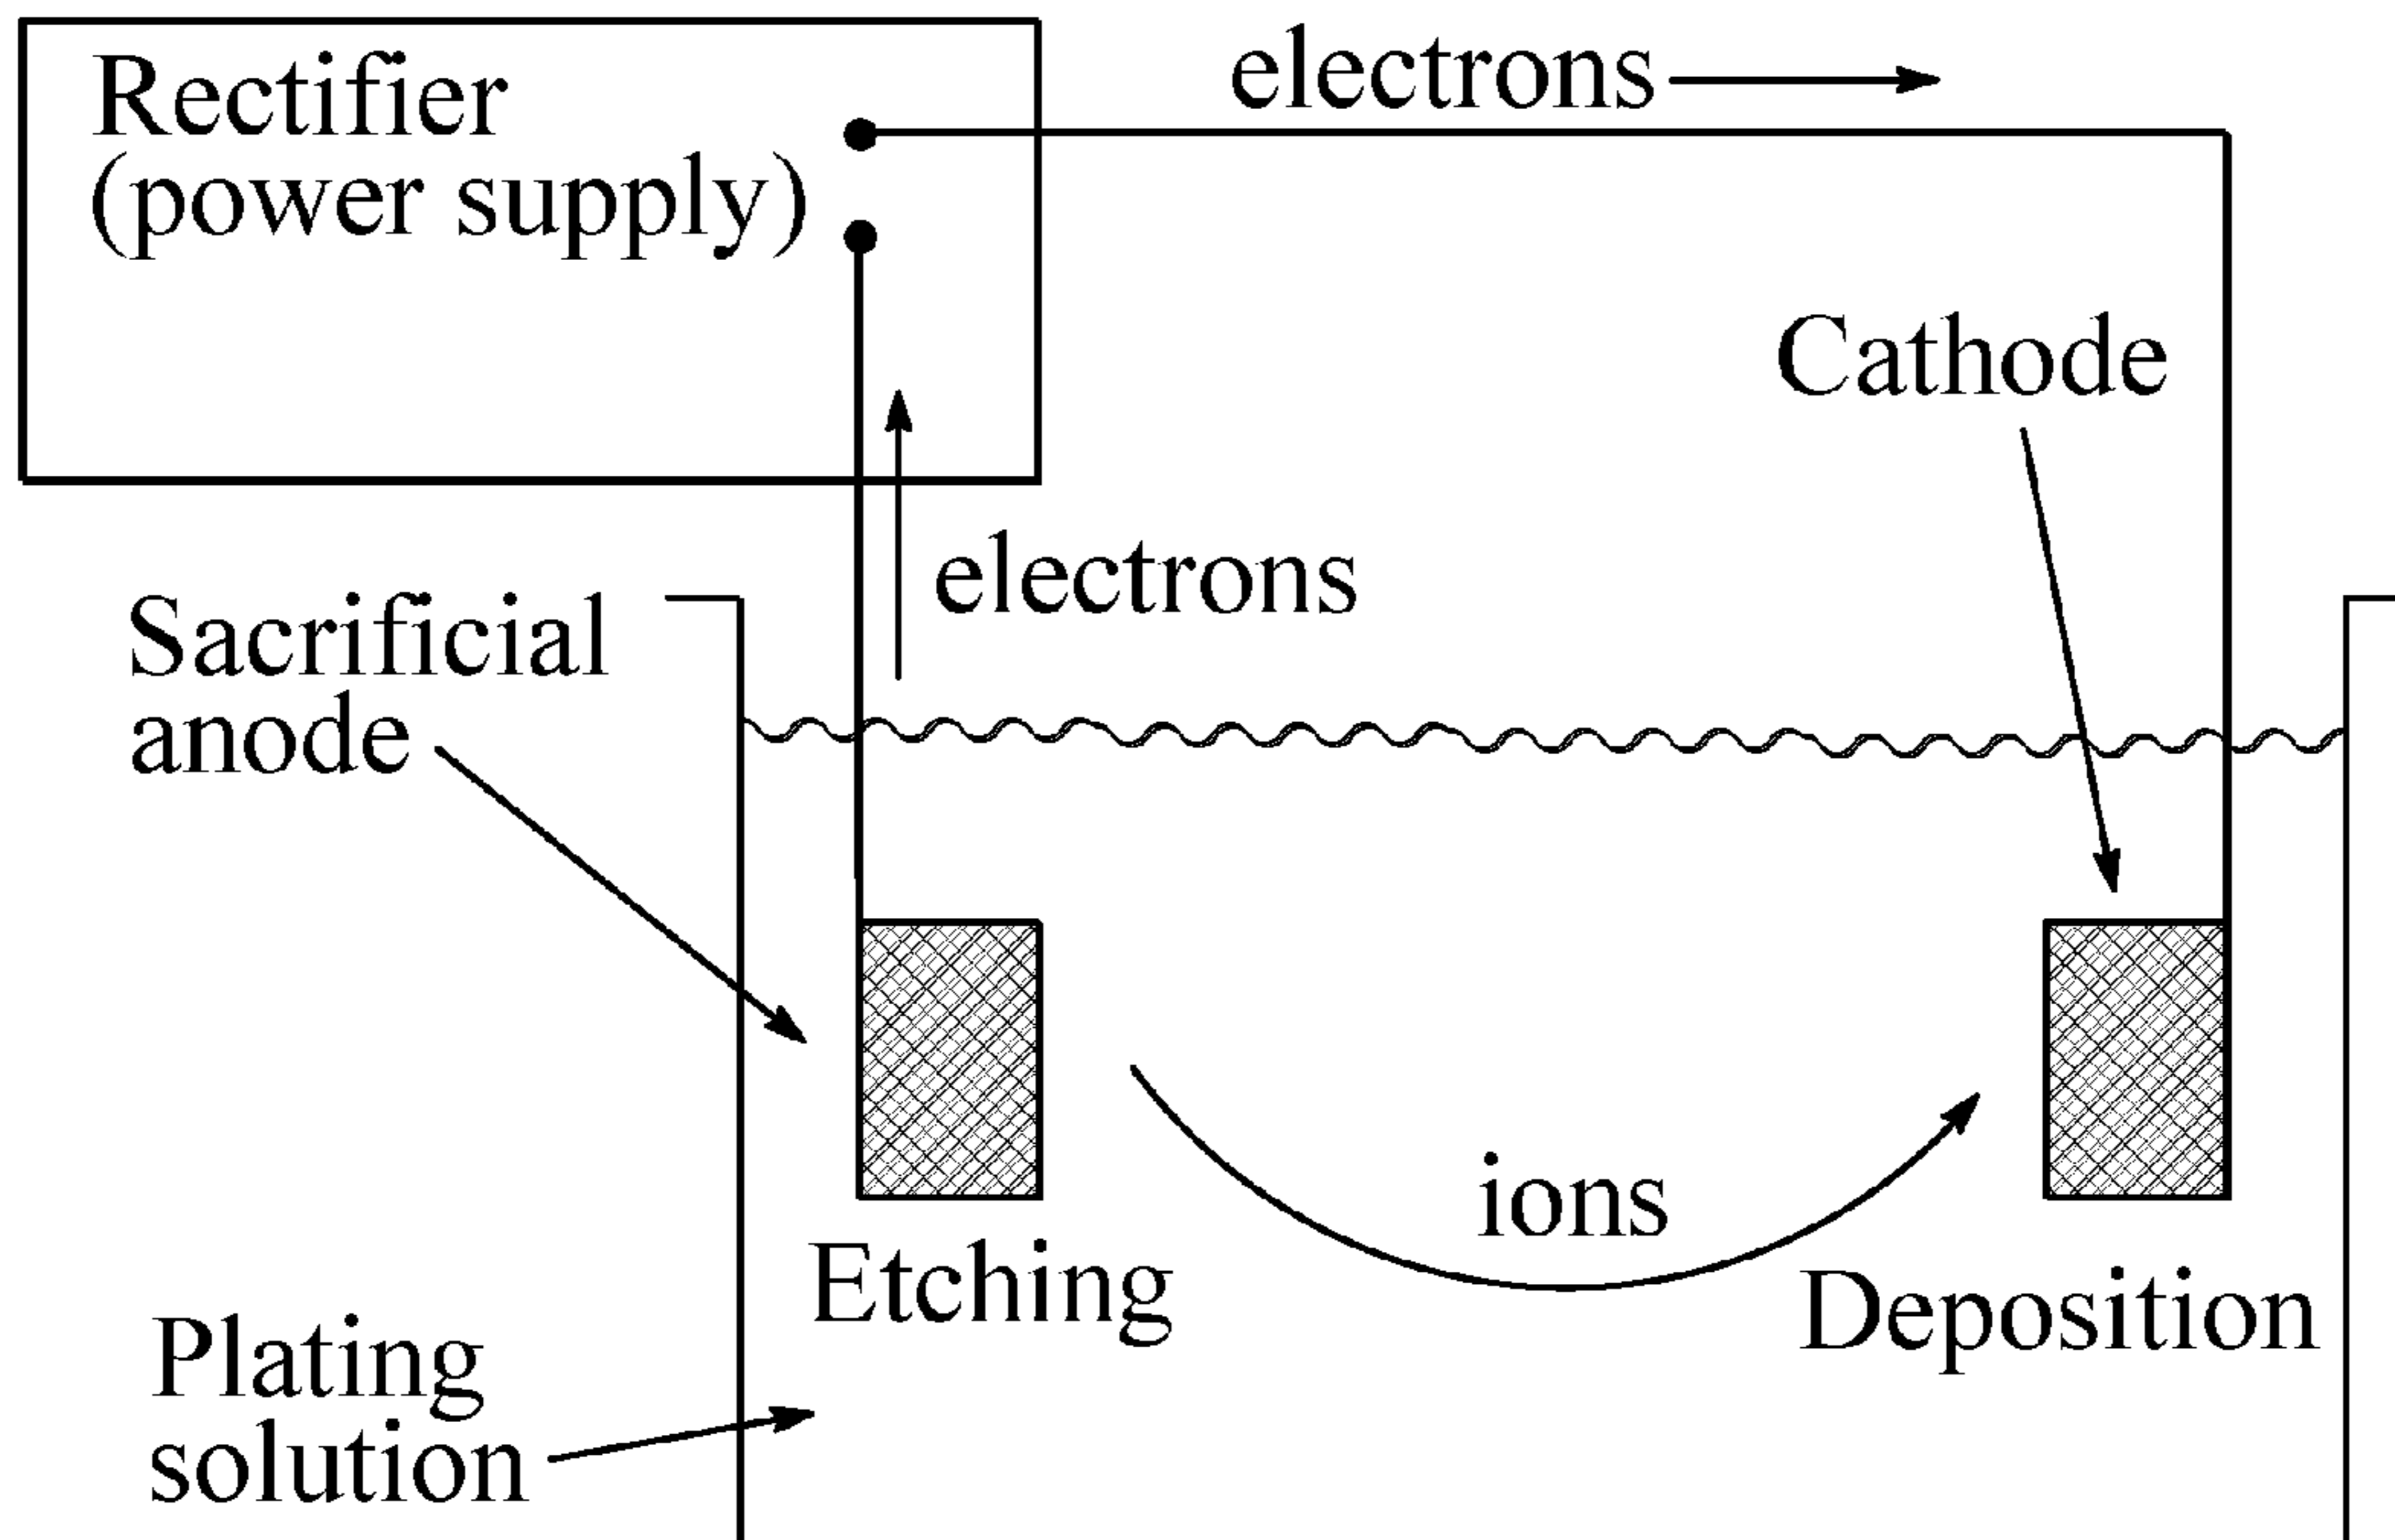 Rectifier
(power supply)
electrons
Cathode
electrons
Sacrificial
anode
ions
Etching
Deposition
Plating
solution